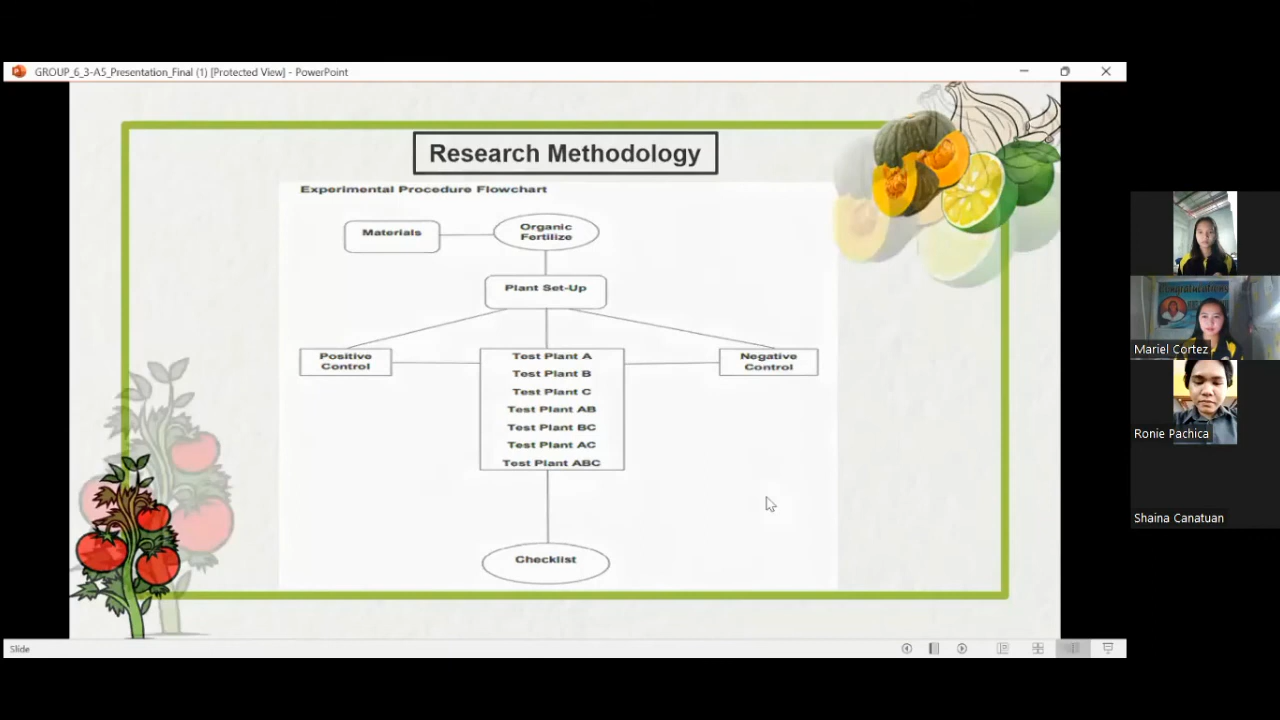 GROUP_6_3-A5_Presentation_Final (1) [Protected View] - PowerPoint
Research Methodology
Experimental Procedure Flowchart
Materials
Organic
Fertilize
Plant Set-Up
Positive
Control
Test Plant A
Test Plant B
Test Plant C
Test Plant AB
Test Plant BC
Test Plant AC
Test Plant ABC
Negative
Control
Checklist
Slide
Mariel Cortez
Ronie Pachica
Shaina Canatuan